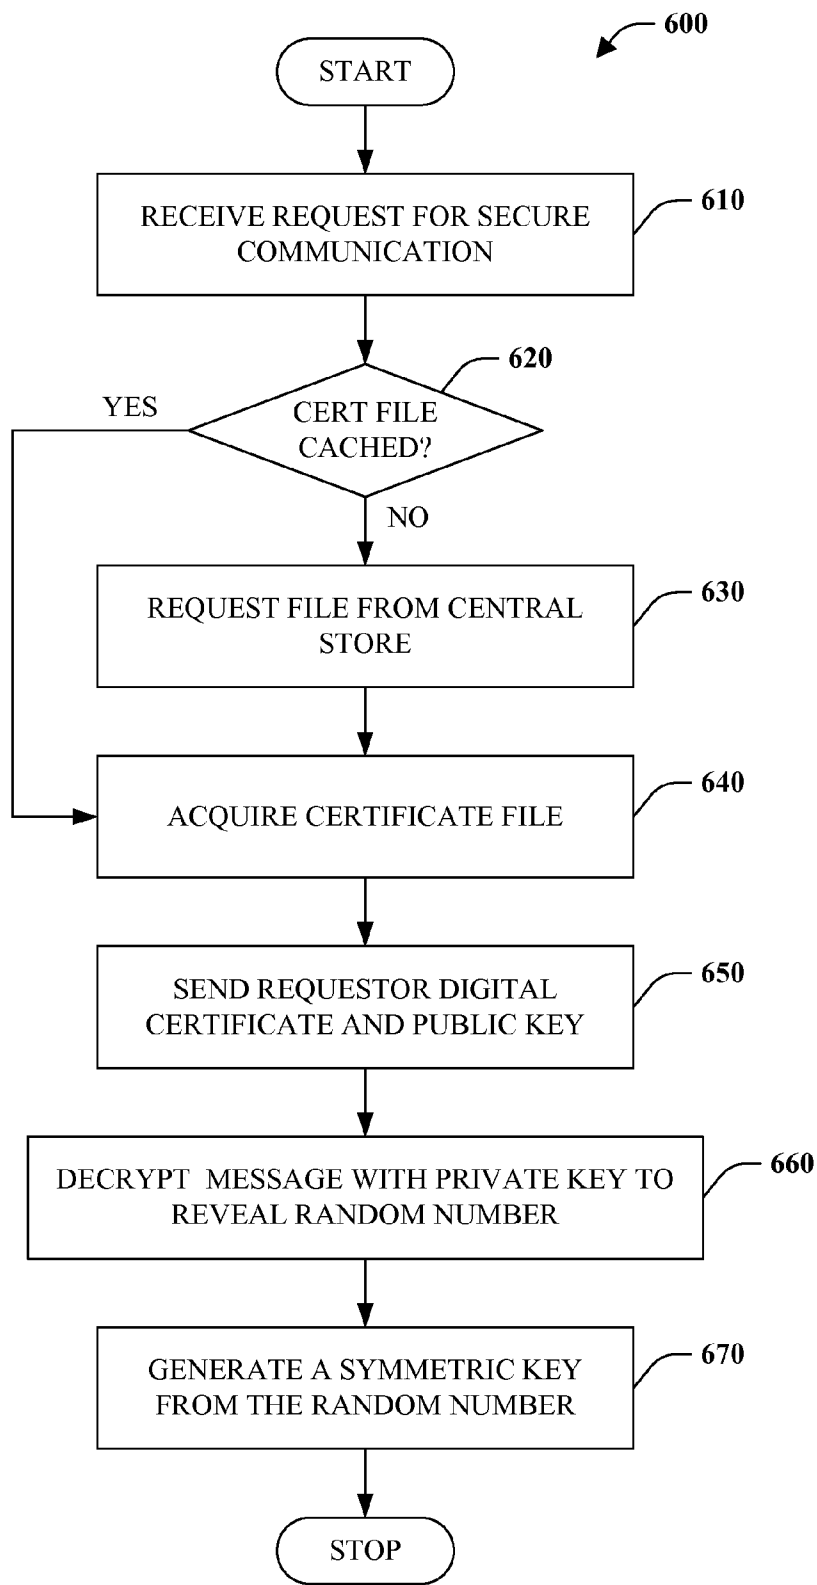 600
START
610
RECEIVE REQUEST FOR SECURE
COMMUNICATION
620
YES
CERT FILE
CACHED?
NO
630
REQUEST FILE FROM CENTRAL
STORE
640
ACQUIRE CERTIFICATE FILE
650
SEND REQUESTOR DIGITAL
CERTIFICATE AND PUBLIC KEY
660
DECRYPT MESSAGE WITH PRIVATE KEY TO
REVEAL RANDOM NUMBER
670
GENERATE A SYMMETRIC KEY
FROM THE RANDOM NUMBER
STOP